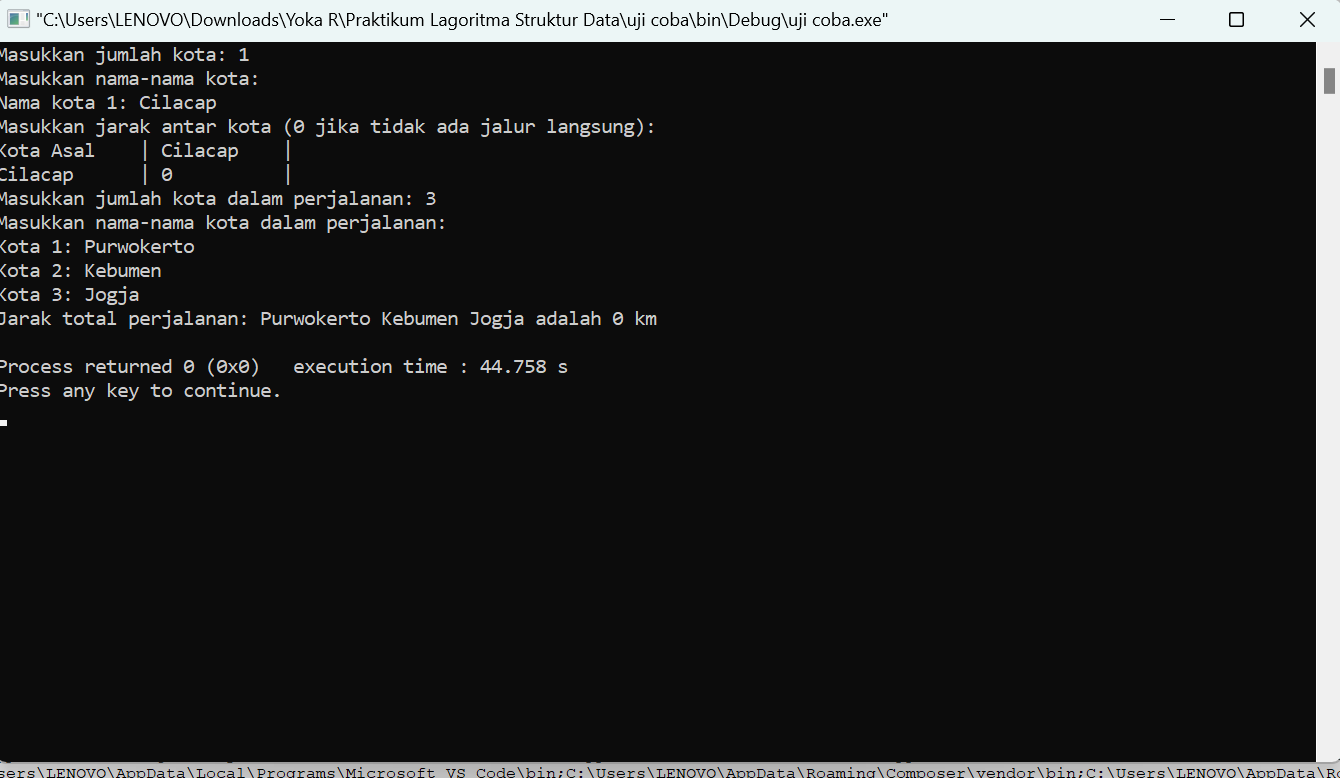 "C:\Users\LENOVO\Downloads\Yoka R\Praktikum Lagoritma Struktur Data\uji coba\bin\Debug\uji coba.exe"
Masukkan jumlah kota: 1
Masukkan nama-nama kota:
Nama kota 1: Cilacap
Masukkan jarak antar kota (0 jika tidak ada jalur langsung):
Kota Asal    | Cilacap    |
Cilacap      | 0          |
Masukkan jumlah kota dalam perjalanan: 3
Masukkan nama-nama kota dalam perjalanan:
Kota 1: Purwokerto
Kota 2: Kebumen
Kota 3: Jogja
Jarak total perjalanan: Purwokerto Kebumen Jogja adalah 0 km
Process returned 0 (0x0)   execution time : 44.758 s
Press any key to continue.
sers\LENOVO\AppData\Local\Programs\Microsoft VS Code\bin;C:\Users\LENOVO\AppData\Roaming\Composer\vendor\bin;C:\Users\LENOVO\AppData\Ro